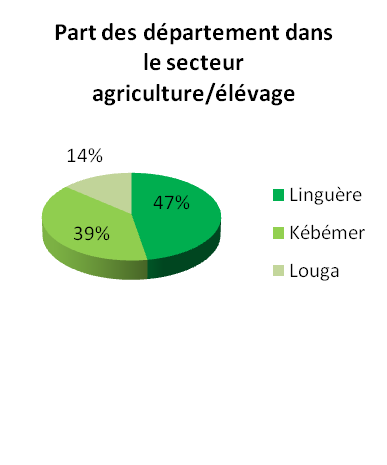 Part des département dans
le secteur
agriculture/élévage
14%
47%
39%
Linguère
Kébémer
Louga